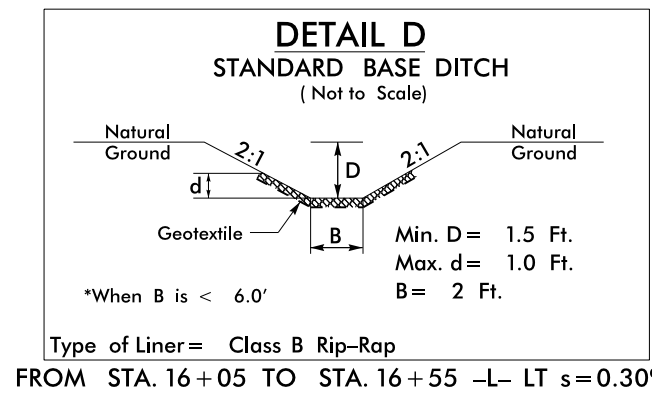 DETAIL D
STANDARD BASE DITCH
( Not to Scale)
Natural
Ground
2:1
D
2:1
Natural
Ground
d
Geotextile
B
Min. D = 1.5 Ft.
Max. d = 1.0 Ft.
B = 2 Ft.
*When B is < 6.0'
Type of Liner = Class B Rip-Rap
FROM STA. 16+05 TO STA. 16+55 -L- LT s=0.30